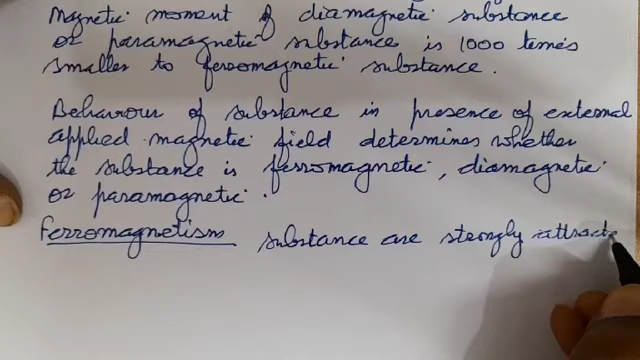 Magnetic moment of diamagnetic substance
or paramagnetic substance is 1000 times
smaller to ferromagnetic substance.
Behaviour of substance in presence of external
applied magnetic field determines whether
the substance is ferromagnetic, diamagnetic
or paramagnetic.
Ferromagnetism substance are strongly attracte